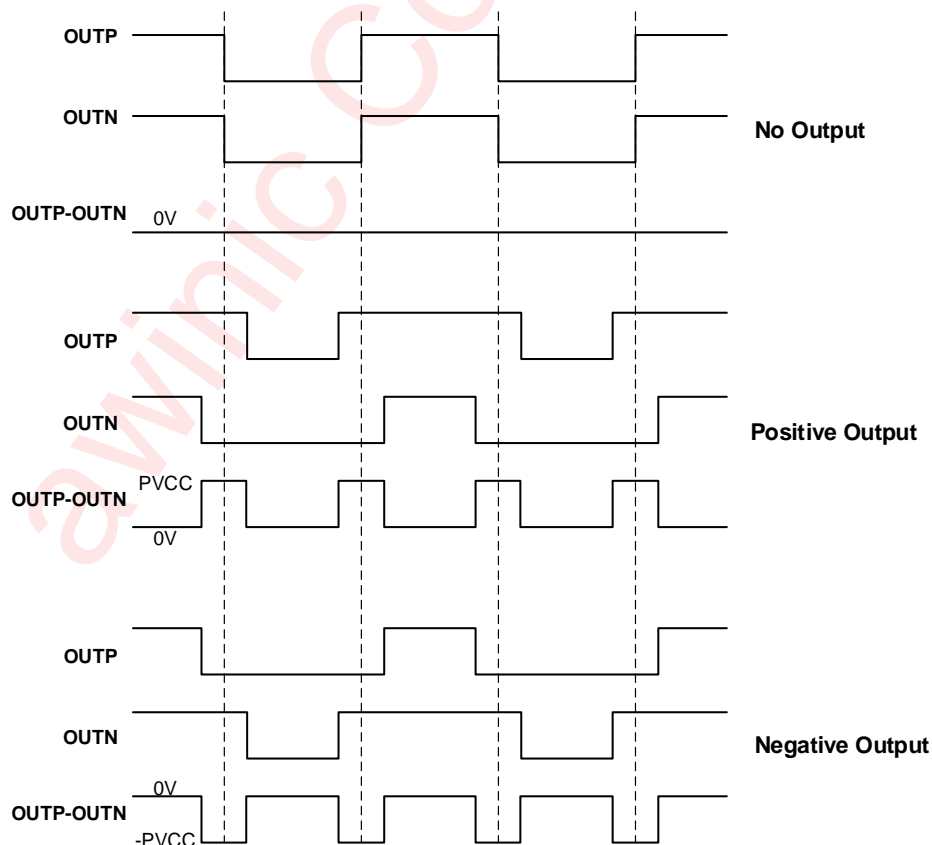 OUTP
OUTN
No Output
OUTP-OUTN 0V
OUTP
OUTN
Positive Output
PVCC
OUTP-OUTN
0V
OUTP
OUTN
Negative Output
0V
OUTP-OUTN
-PVCC
awinic Co